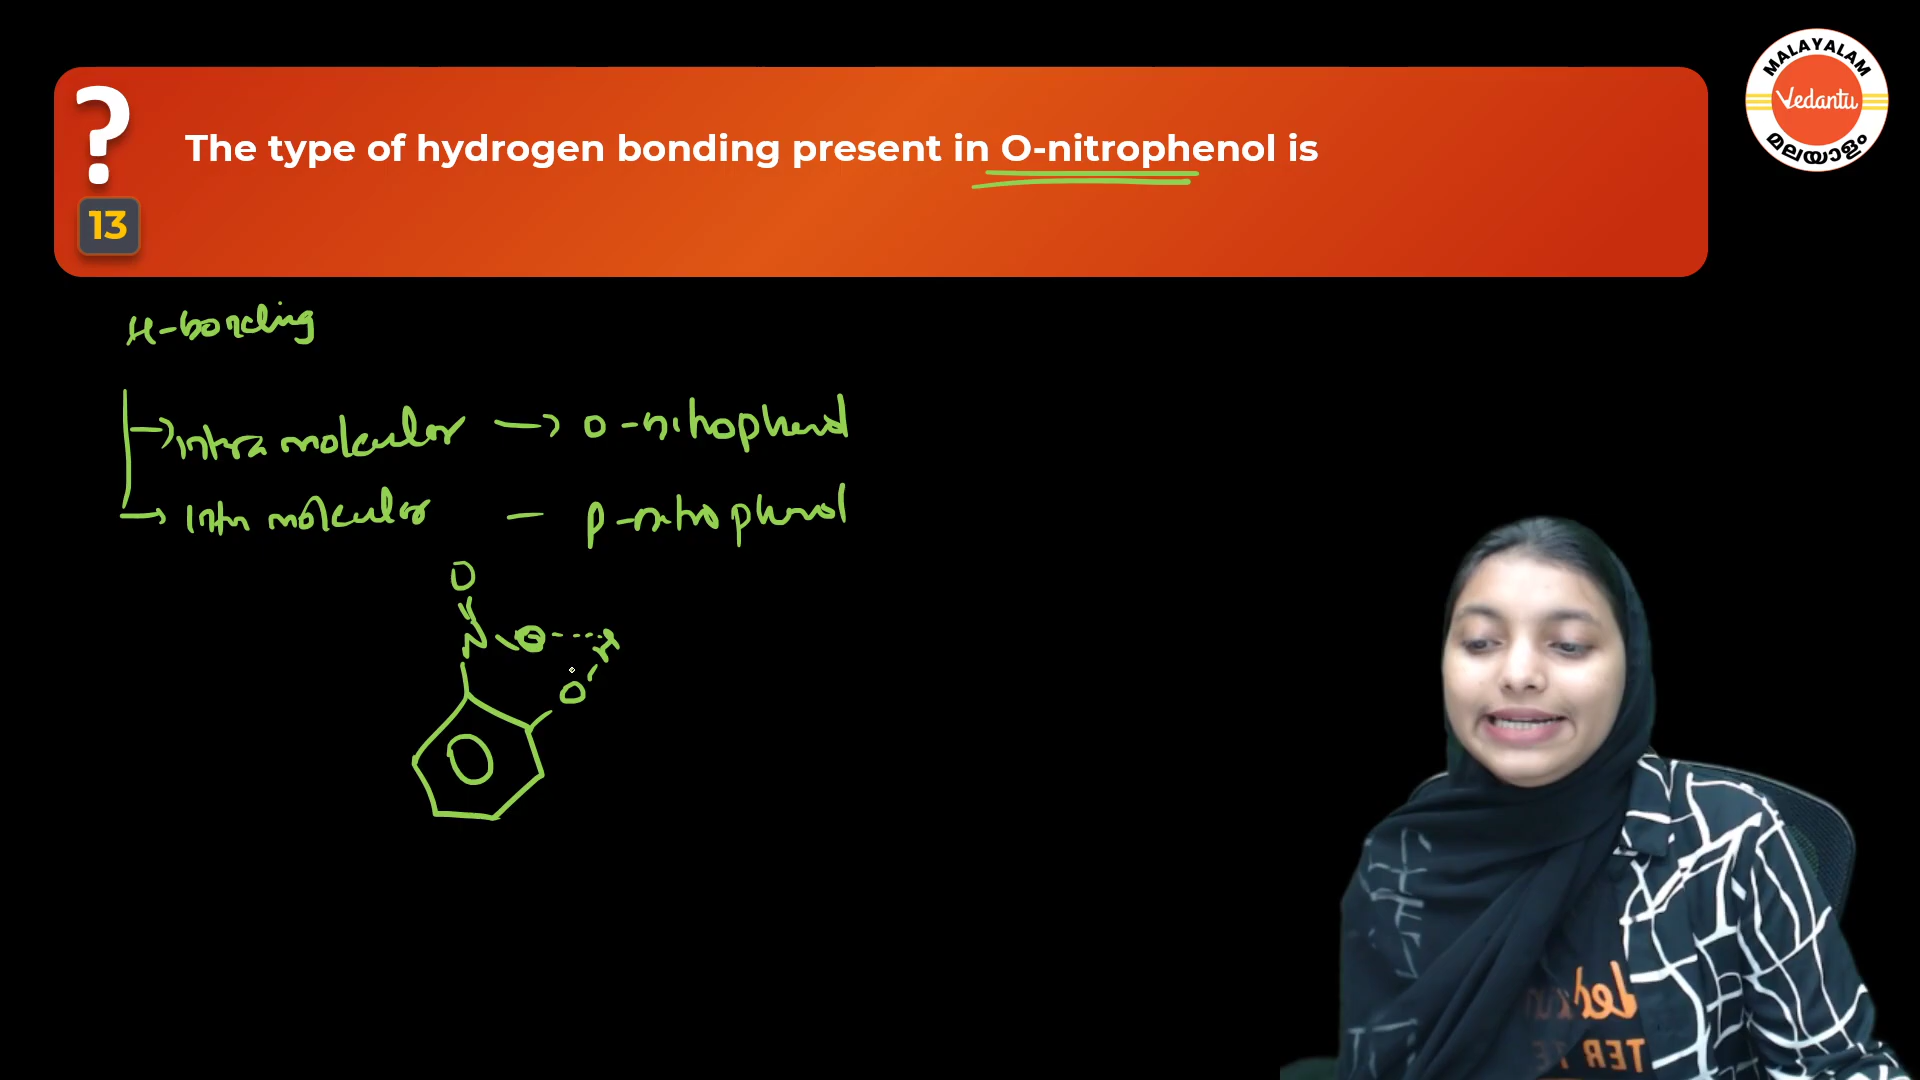 The type of hydrogen bonding present in O-nitrophenol is
?
13
MALAYALAM
Vedantu
മലയാളം
H-bonding
→ Intra molecular → O-nitrophenol
→ Inter molecular - p-nitrophenol
O
N O H
O
TER